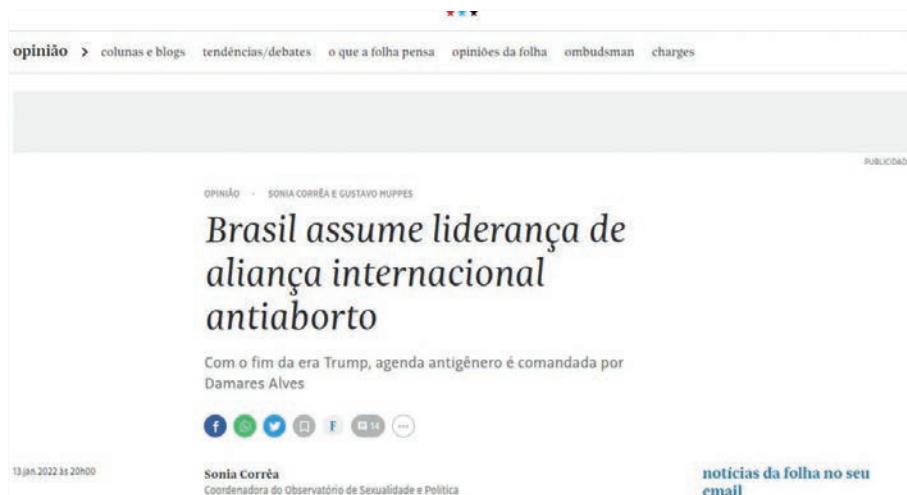 opinião > colunas e blogs tendências/debates o que a folha pensa opiniões da folha ombudsman charges
PUBLICIDAD
OPINIÃO · SONIA CORRÊA E GUSTAVO HUPPES
Brasil assume liderança de
aliança internacional
antiaborto
Com o fim da era Trump, agenda antigênero é comandada por
Damares Alves
F 14
13.jan.2022 às 20h00
Sonia Corrêa
Coordenadora do Observatório de Sexualidade e Política
notícias da folha no seu
email